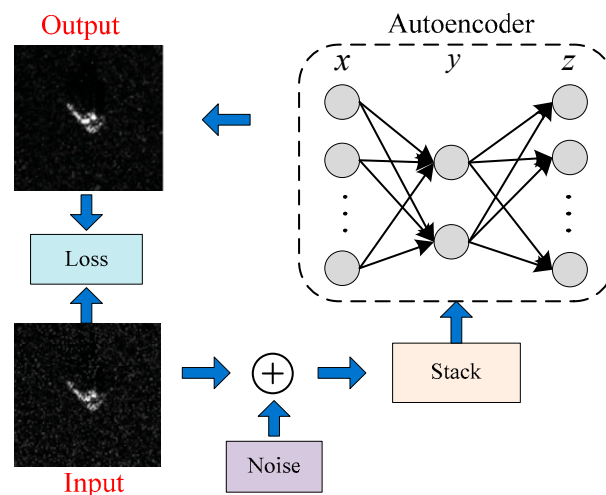 Output
Autoencoder
x y z
Loss
Stack
Noise
Input